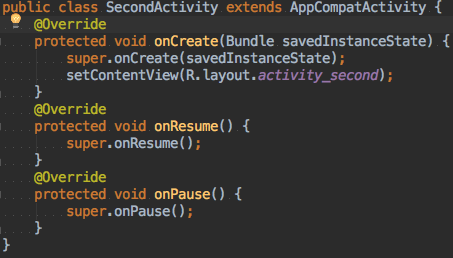 public class SecondActivity extends AppCompatActivity {
    @Override
    protected void onCreate(Bundle savedInstanceState) {
        super.onCreate(savedInstanceState);
        setContentView(R.layout.activity_second);
    }
    @Override
    protected void onResume() {
        super.onResume();
    }
    @Override
    protected void onPause() {
        super.onPause();
    }
}